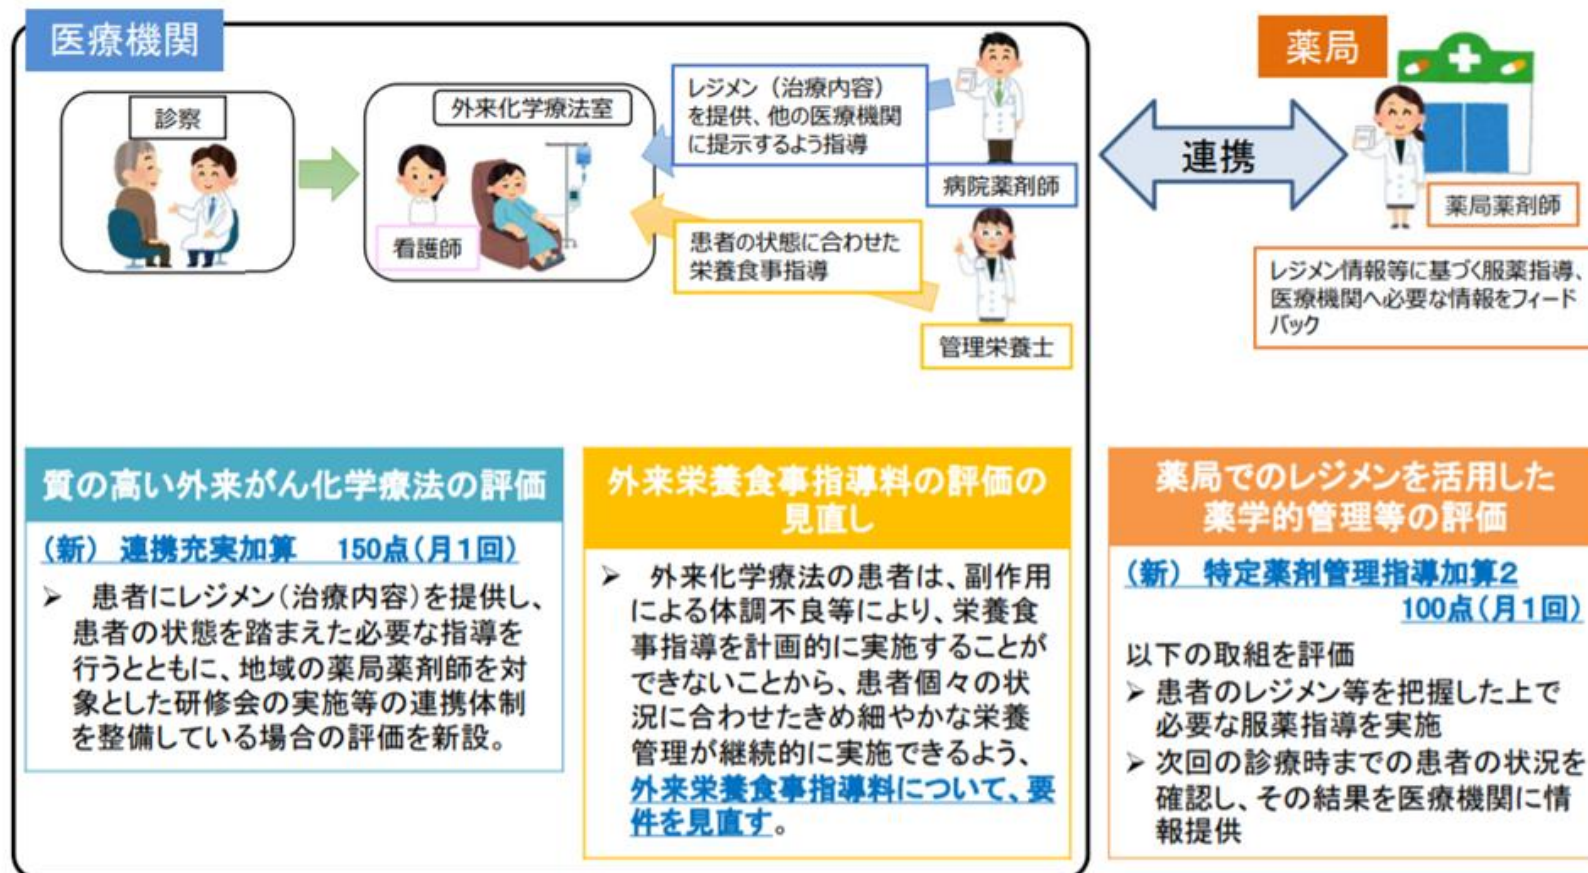 医療機関
診察
外来化学療法室
看護師
レジメン（治療内容）
を提供、他の医療機関
に提示するよう指導
病院薬剤師
患者の状態に合わせた
栄養食事指導
管理栄養士
連携
薬局
薬局薬剤師
レジメン情報等に基づく服薬指導、
医療機関へ必要な情報をフィード
バック
質の高い外来がん化学療法の評価
（新） 連携充実加算 150点（月1回）
➢ 患者にレジメン（治療内容）を提供し、
患者の状態を踏まえた必要な指導を
行うとともに、地域の薬局薬剤師を対
象とした研修会の実施等の連携体制
を整備している場合の評価を新設。
外来栄養食事指導料の評価の
見直し
➢ 外来化学療法の患者は、副作用
による体調不良等により、栄養食
事指導を計画的に実施することが
できないことから、患者個々の状
況に合わせたきめ細やかな栄養
管理が継続的に実施できるよう、
外来栄養食事指導料について、要
件を見直す。
薬局でのレジメンを活用した
薬学的管理等の評価
（新） 特定薬剤管理指導加算2
100点（月1回）
以下の取組を評価
➢ 患者のレジメン等を把握した上で
必要な服薬指導を実施
➢ 次回の診療時までの患者の状況を
確認し、その結果を医療機関に情
報提供